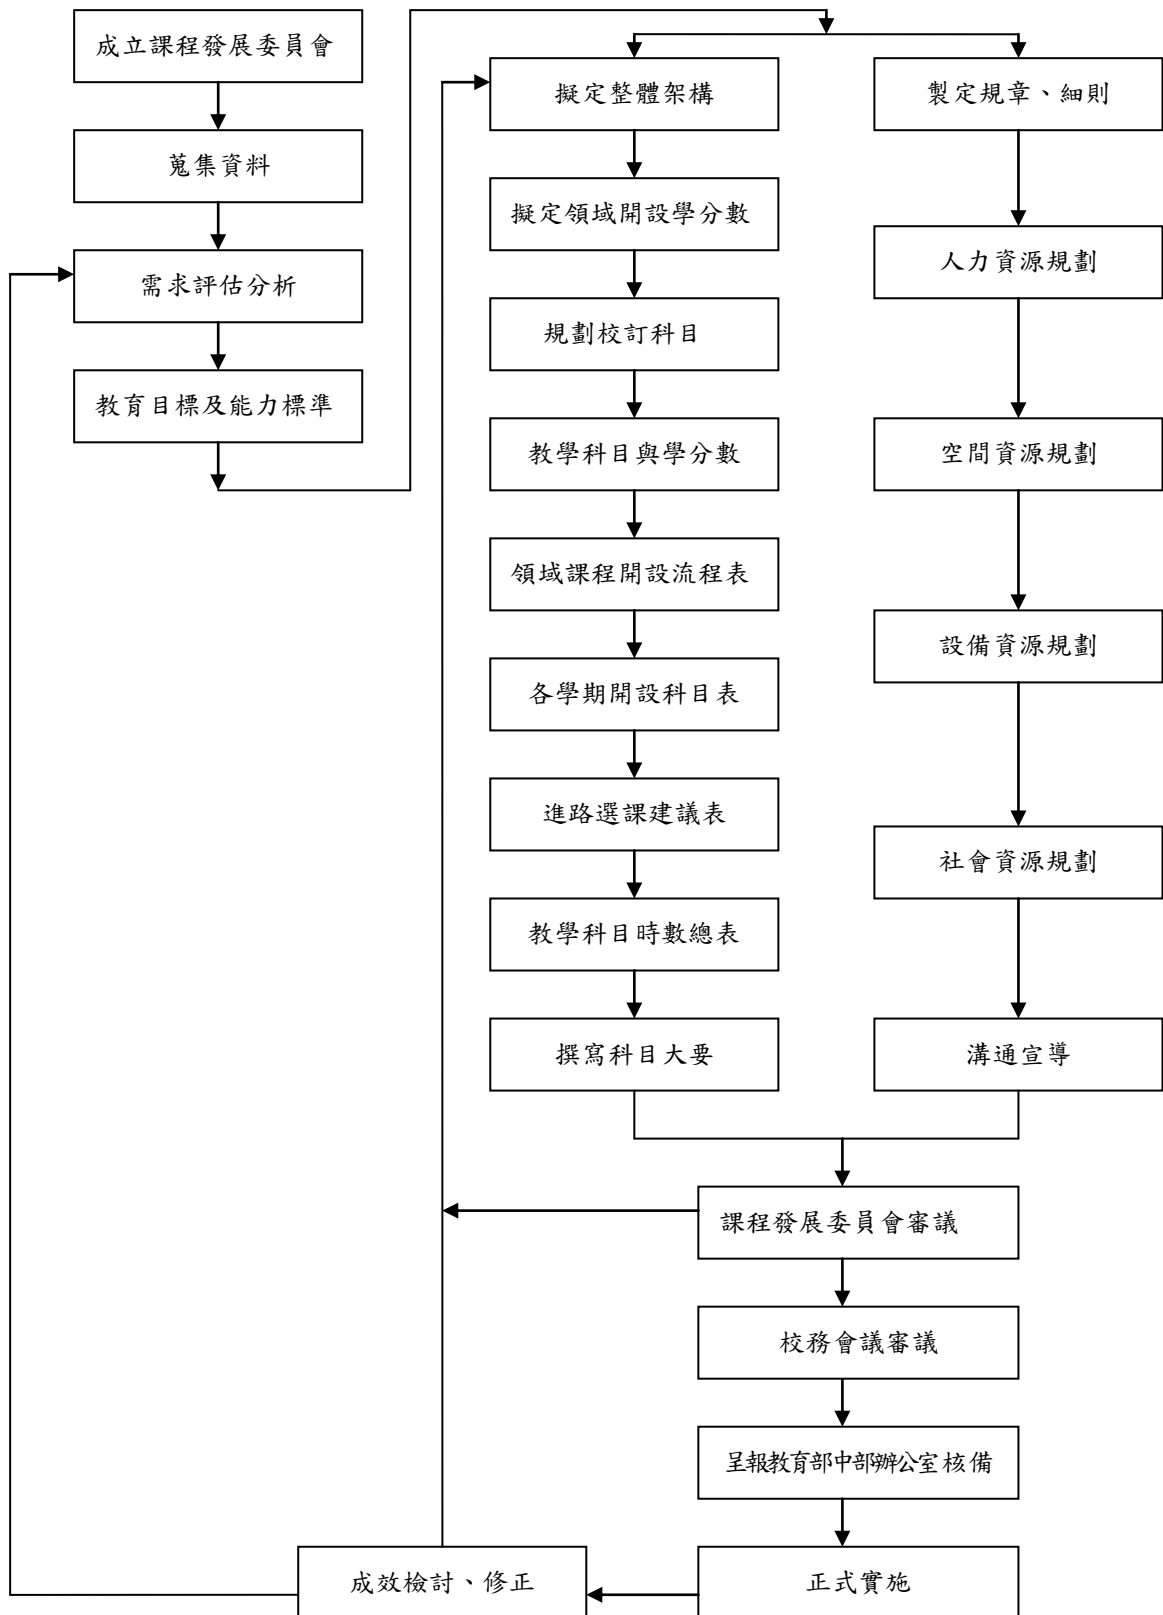 成立課程發展委員會
蒐集資料
需求評估分析
教育目標及能力標準
擬定整體架構
擬定領域開設學分數
規劃校訂科目
教學科目與學分數
領域課程開設流程表
各學期開設科目表
進路選課建議表
教學科目時數總表
撰寫科目大要
製定規章、細則
人力資源規劃
空間資源規劃
設備資源規劃
社會資源規劃
溝通宣導
課程發展委員會審議
校務會議審議
呈報教育部中部辦公室核備
正式實施
成效檢討、修正